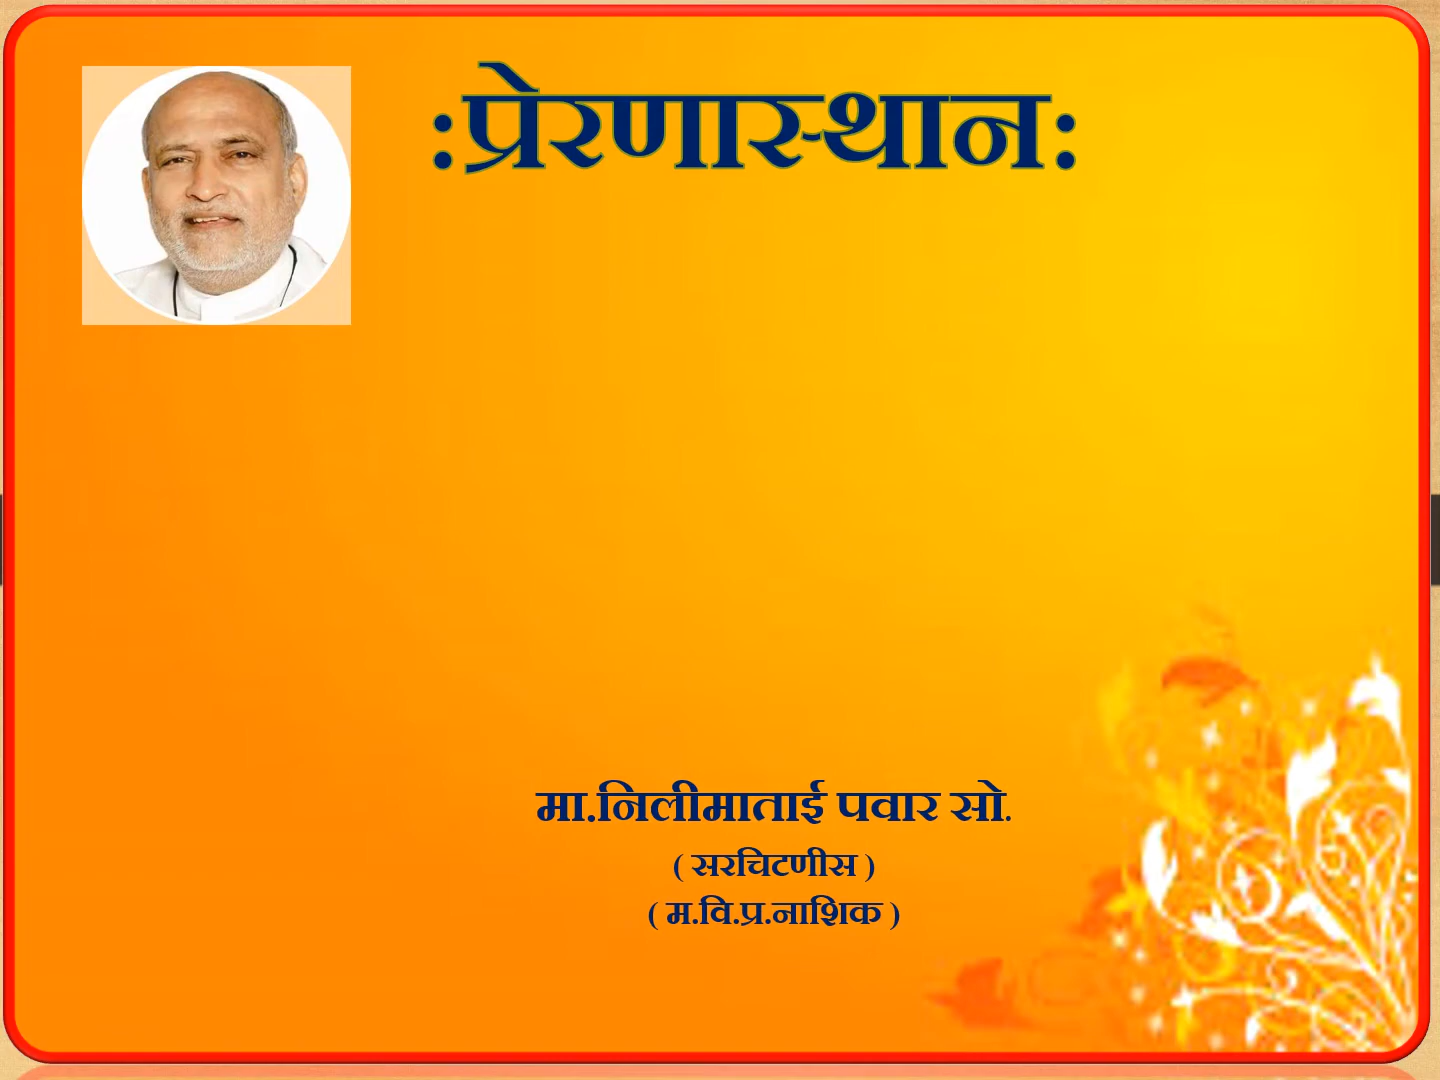 :प्रेरणास्थान:
मा.निलीमाताई पवार सो.
( सरचिटणीस )
( म.वि.प्र.नाशिक )